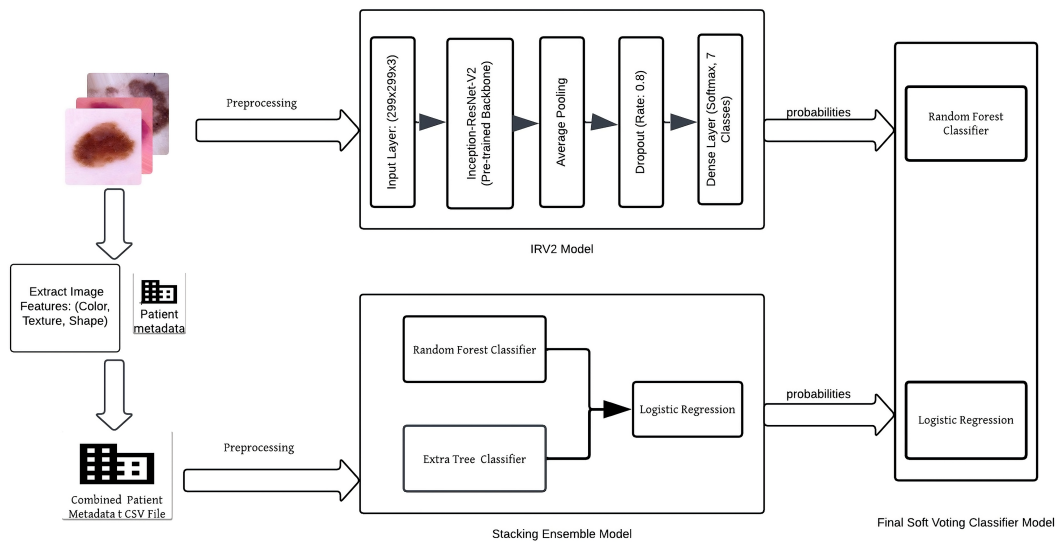 Preprocessing
Input Layer: (299x299x3)
Inception-ResNet-V2
(Pre-trained Backbone)
Average Pooling
Dropout (Rate: 0.8)
Dense Layer (Softmax, 7
Classes)
IRV2 Model
probabilities
Random Forest
Classifier
Extract Image
Features: (Color,
Texture, Shape)
Patient
metadata
Combined Patient
Metadata t CSV File
Preprocessing
Random Forest Classifier
Extra Tree Classifier
Logistic Regression
Stacking Ensemble Model
probabilities
Logistic Regression
Final Soft Voting Classifier Model